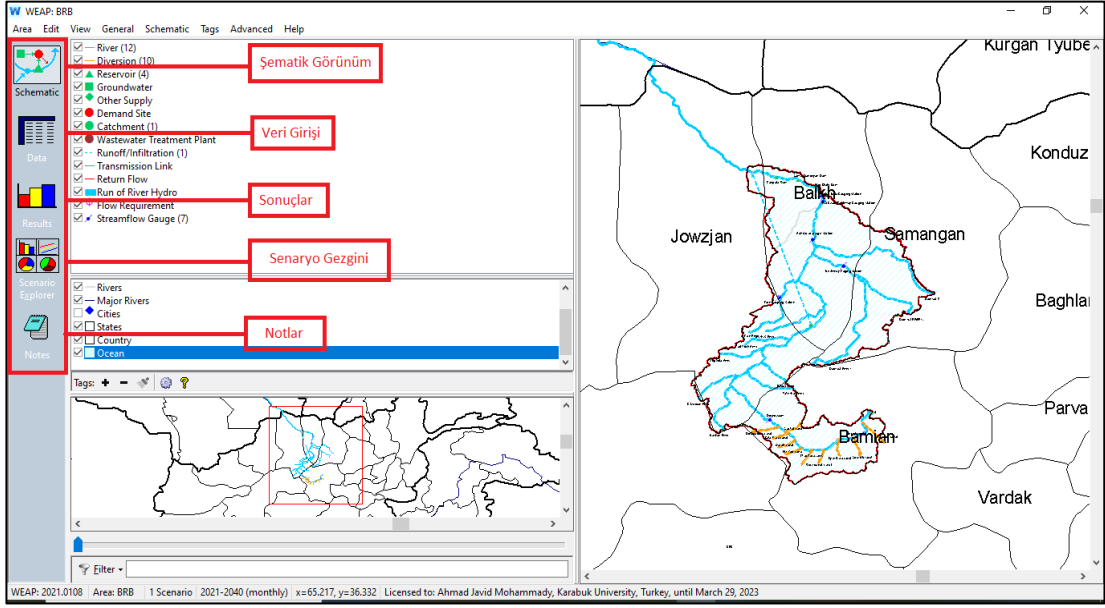 WEAP: BRB
Area Edit View General Schematic Tags Advanced Help
Schematic
Data
Results
Scenario
Explorer
Notes
Şematik Görünüm
Veri Girişi
Sonuçlar
Senaryo Gezgini
Notlar
River (12)
Diversion (10)
Reservoir (4)
Groundwater
Other Supply
Demand Site
Catchment (1)
Wastewater Treatment Plant
Runoff/Infiltration (1)
Transmission Link
Return Flow
Run of River Hydro
Flow Requirement
Streamflow Gauge (7)
Rivers
Major Rivers
Cities
States
Country
Ocean
Tags:
Filter
Kurgan Tyube
Konduz
Balkh
Jowzjan
Samangan
Baghla
Parva
Bamian
Vardak
WEAP: 2021.0108 Area: BRB 1 Scenario 2021-2040 (monthly) x=65.217, y=36.332 Licensed to: Ahmad Javid Mohammady, Karabuk University, Turkey, until March 29, 2023